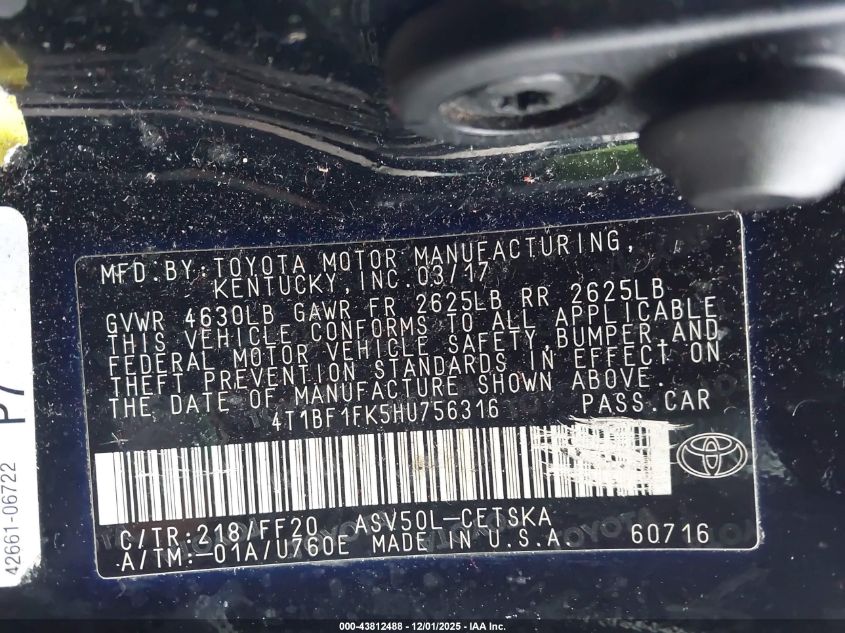 MFD.BY:TOYOTA MOTOR MANUFACTURING,
KENTUCKY,INC.03/17
GVWR 4630LB GAWR FR 2625LB RR 2625LB
THIS VEHICLE CONFORMS TO ALL APPLICABLE
FEDERAL MOTOR VEHICLE SAFETY,BUMPER,AND
THEFT PREVENTION STANDARDS IN EFFECT ON
THE DATE OF MANUFACTURE SHOWN ABOVE.
4T1BF1FK5HU756316 PASS.CAR
C/TR:218/FF20 ASV50L-CETSKA
A/TM:-01A/U760E MADE IN U.S.A. 60716
P7
42661-06722
000-43812488 - 12/01/2025 - IAA Inc.